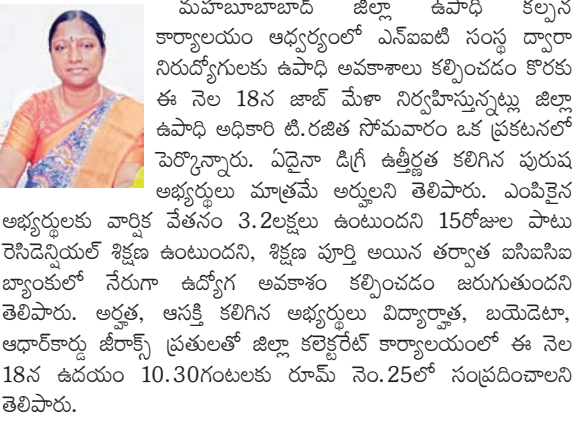 మహబూబాబాద్ జిల్లా ఉపాధి కల్పన
కార్యాలయం ఆధ్వర్యంలో ఎన్ఐఐటి సంస్థ ద్వారా
నిరుద్యోగులకు ఉపాధి అవకాశాలు కల్పించడం కొరకు
ఈ నెల 18న జాబ్ మేళా నిర్వహిస్తున్నట్లు జిల్లా
ఉపాధి అధికారి టి.రజిత సోమవారం ఒక ప్రకటనలో
పెర్కొన్నారు. ఏదైనా డిగ్రీ ఉత్తీర్ణత కలిగిన పురుష
అభ్యర్థులు మాత్రమే అర్హులని తెలిపారు. ఎంపికైన
అభ్యర్థులకు వార్షిక వేతనం 3.2లక్షలు ఉంటుందని 15రోజుల పాటు
రెసిడెన్షియల్ శిక్షణ ఉంటుందని, శిక్షణ పూర్తి అయిన తర్వాత ఐసిఐసిఐ
బ్యాంకులో నేరుగా ఉద్యోగ అవకాశం కల్పించడం జరుగుతుందని
తెలిపారు. అర్హత, ఆసక్తి కలిగిన అభ్యర్థులు విద్యార్హాత, బయెడెటా,
ఆధార్‌కార్డు జీరాక్స్ ప్రతులతో జిల్లా కలెక్టరేట్ కార్యాలయంలో ఈ నెల
18న ఉదయం 10.30గంటలకు రూమ్ నెం.25లో సంప్రదించాలని
తెలిపారు.